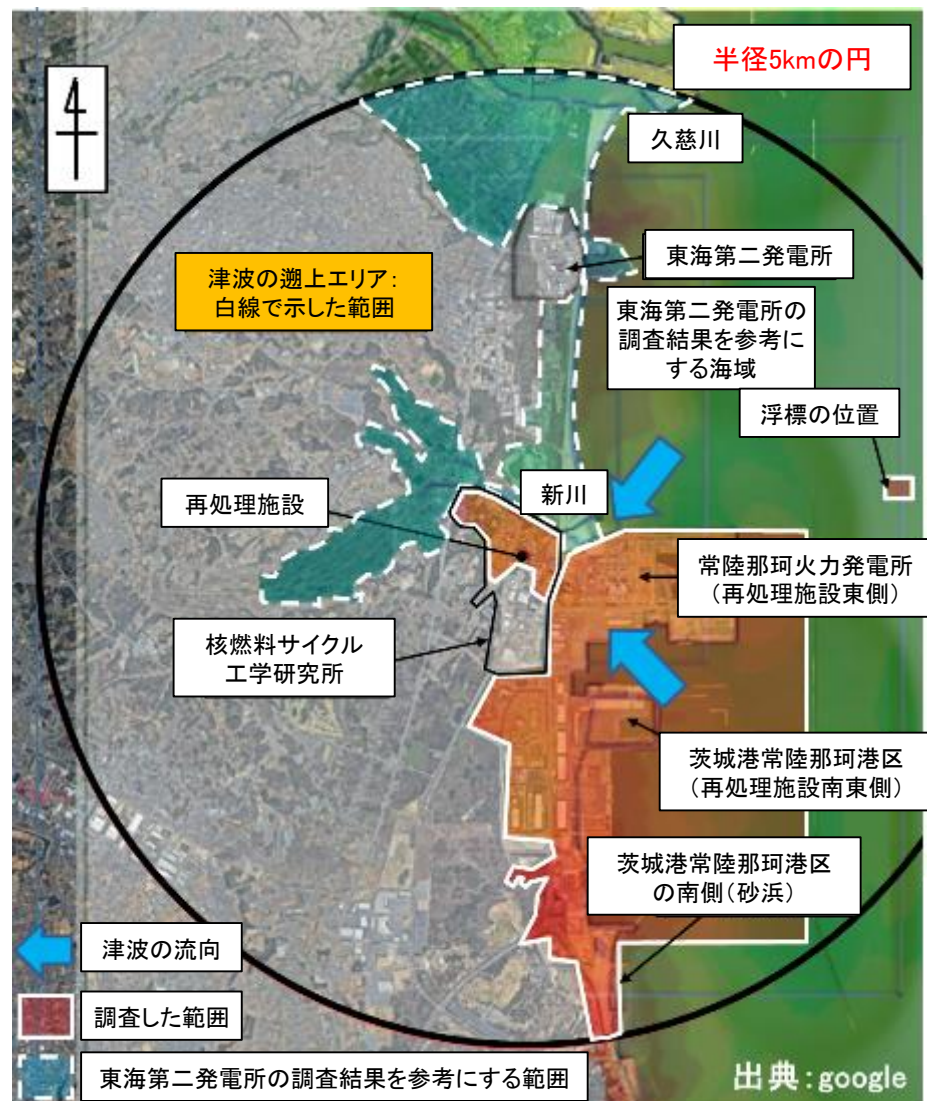 半径5kmの円
久慈川
東海第二発電所
津波の遡上エリア:
白線で示した範囲
東海第二発電所の
調査結果を参考に
する海域
浮標の位置
新川
再処理施設
常陸那珂火力発電所
(再処理施設東側)
核燃料サイクル
工学研究所
茨城港常陸那珂港区
(再処理施設南東側)
茨城港常陸那珂港区
の南側(砂浜)
津波の流向
調査した範囲
東海第二発電所の調査結果を参考にする範囲
出典:google